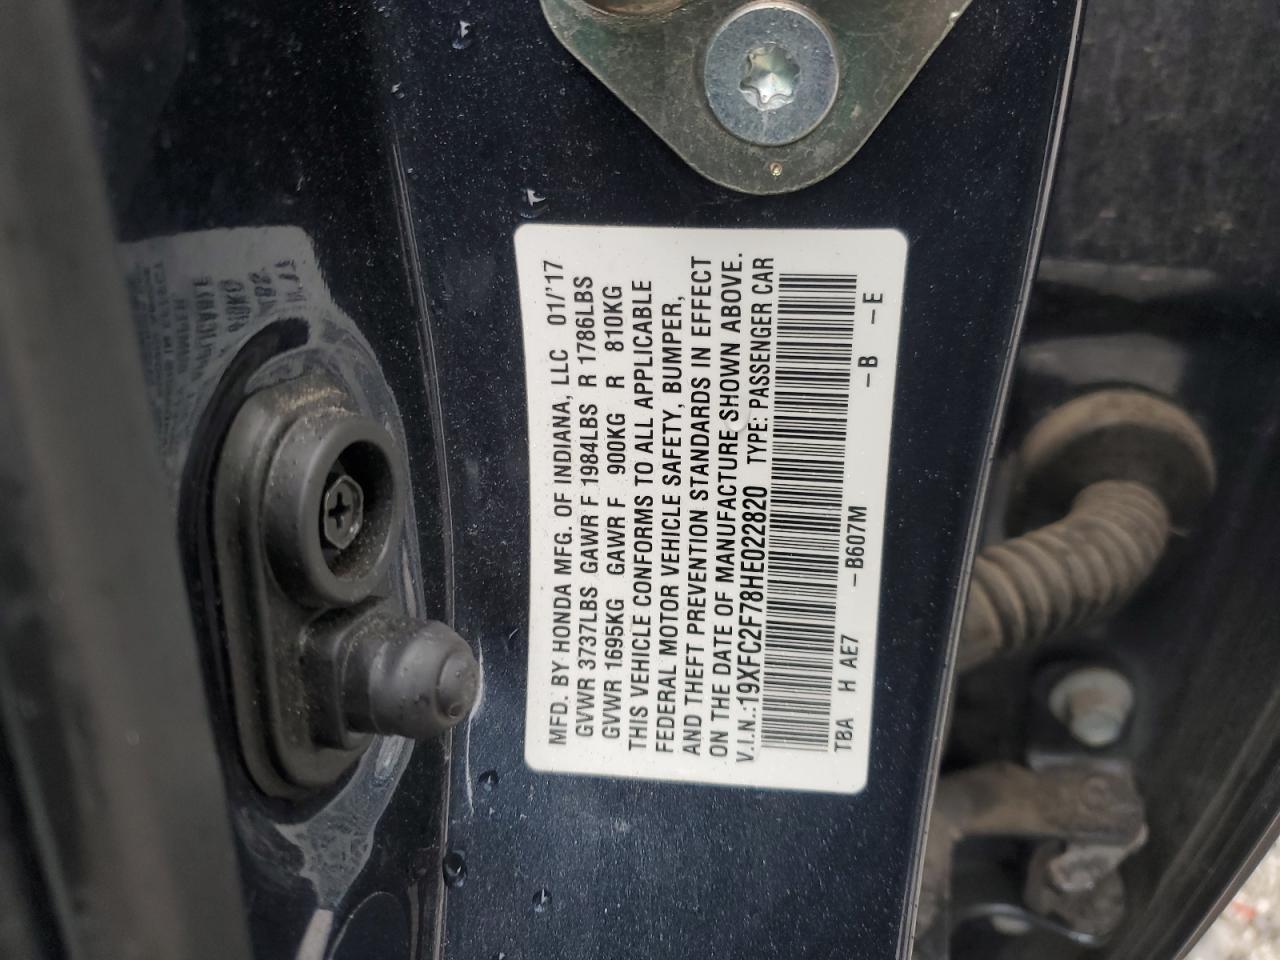 MFD. BY HONDA MFG. OF INDIANA, LLC 01/'17
GVWR 3737LBS GAWR F 1984LBS R 1786LBS
GVWR 1695KG GAWR F 900KG R 810KG
THIS VEHICLE CONFORMS TO ALL APPLICABLE
FEDERAL MOTOR VEHICLE SAFETY, BUMPER,
AND THEFT PREVENTION STANDARDS IN EFFECT
ON THE DATE OF MANUFACTURE SHOWN ABOVE.
V.I.N.:19XFC2F78HE022820 TYPE: PASSENGER CAR
TBA H AE7 -B607M -B -E